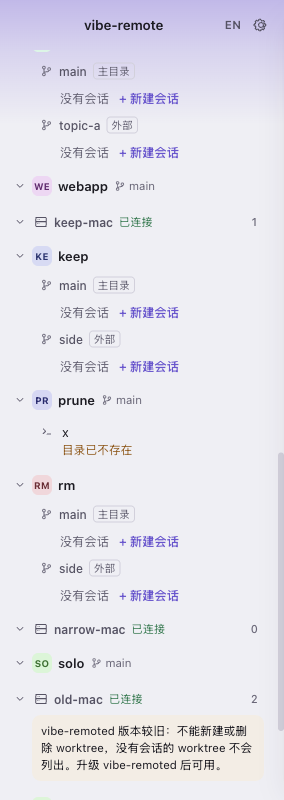 vibe-remote EN
main 主目录
没有会话 + 新建会话
topic-a 外部
没有会话 + 新建会话
WE webapp main
keep-mac 已连接 1
KE keep
main 主目录
没有会话 + 新建会话
side 外部
没有会话 + 新建会话
PR prune main
x
目录已不存在
RM rm
main 主目录
没有会话 + 新建会话
side 外部
没有会话 + 新建会话
narrow-mac 已连接 0
SO solo main
old-mac 已连接 2
vibe-remoted 版本较旧：不能新建或删
除 worktree，没有会话的 worktree 不会
列出。升级 vibe-remoted 后可用。